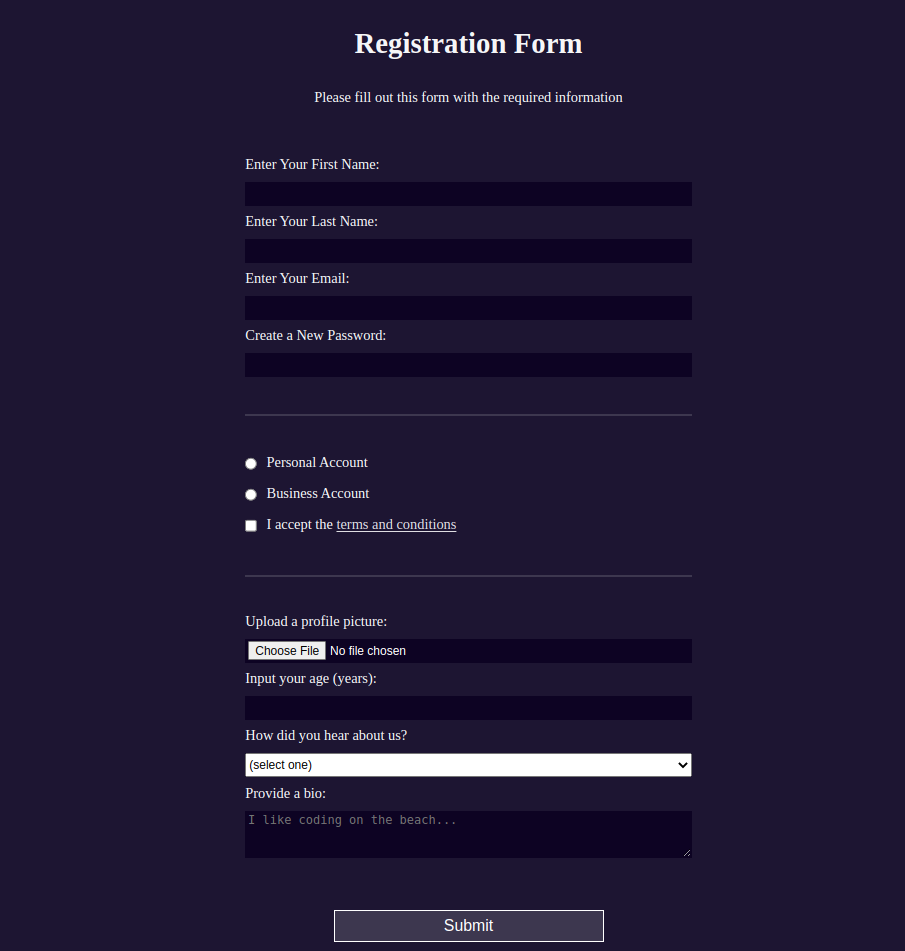 Registration Form
Please fill out this form with the required information
Enter Your First Name:
Enter Your Last Name:
Enter Your Email:
Create a New Password:
Personal Account
Business Account
I accept the terms and conditions
Upload a profile picture:
Choose File No file chosen
Input your age (years):
How did you hear about us?
(select one)
Provide a bio:
I like coding on the beach...
Submit